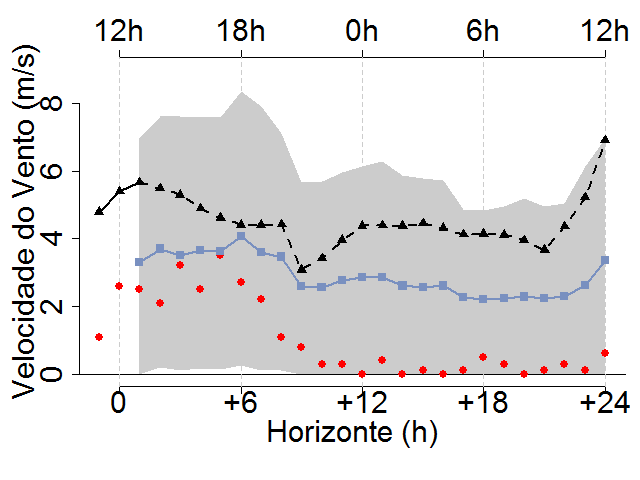 12h 18h 0h 6h 12h
Velocidade do Vento (m/s)
8
6
4
2
0
0 +6 +12 +18 +24
Horizonte (h)